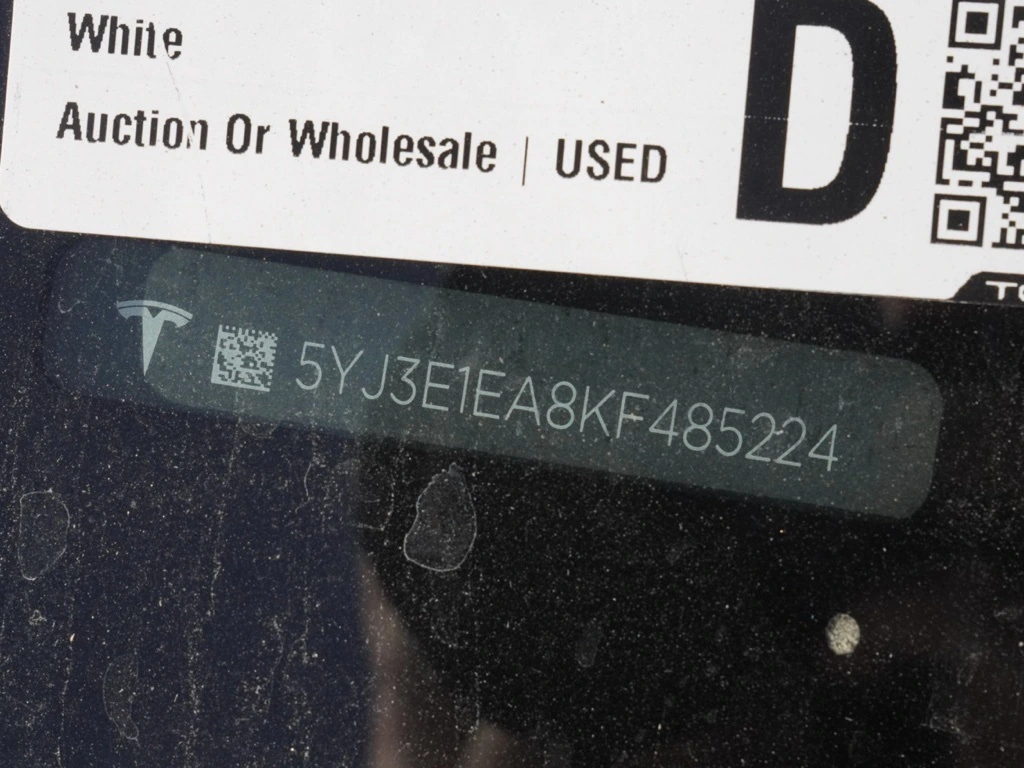 White
Auction Or Wholesale | USED
D
5YJ3E1EA8KF485224